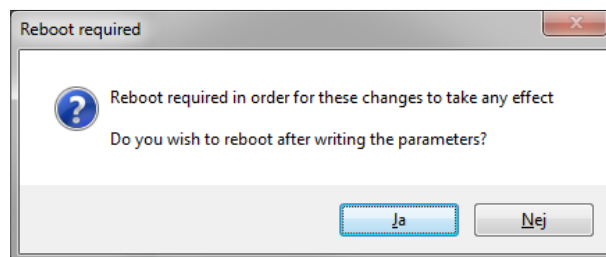 Reboot required
Reboot required in order for these changes to take any effect
Do you wish to reboot after writing the parameters?
Ja
Nej